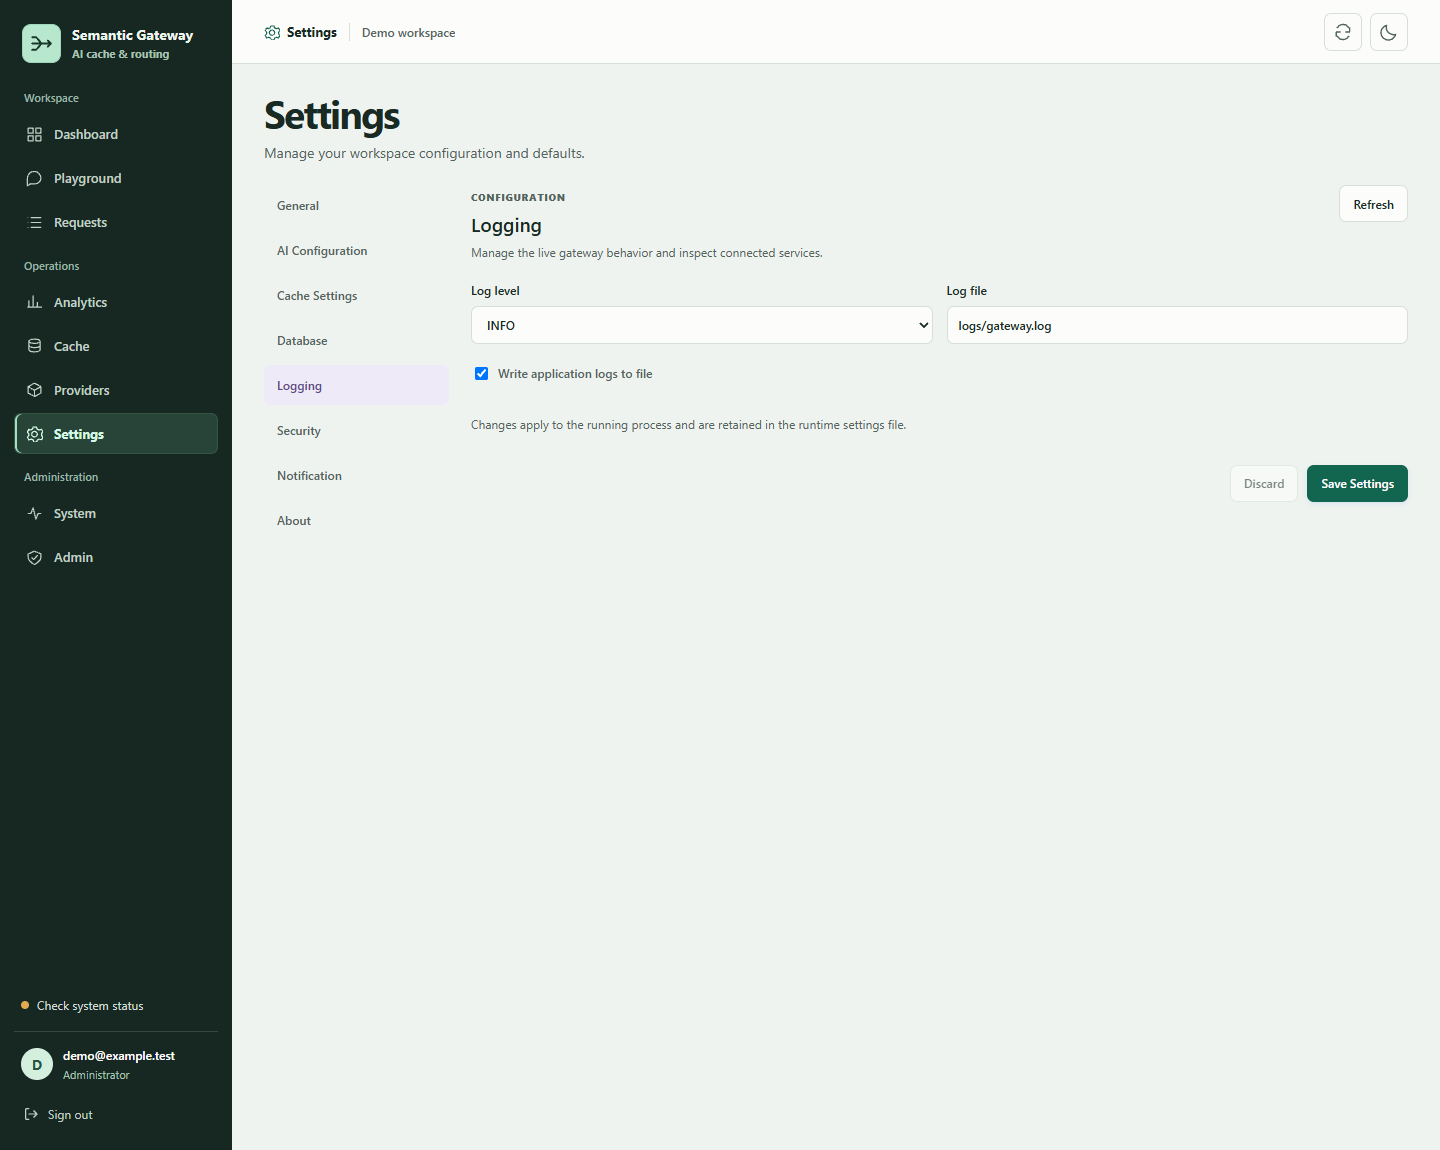 Semantic Gateway
AI cache & routing
Workspace
Dashboard
Playground
Requests
Operations
Analytics
Cache
Providers
Settings
Administration
System
Admin
Check system status
D
demo@example.test
Administrator
Sign out
Settings
Demo workspace
Settings
Manage your workspace configuration and defaults.
General
AI Configuration
Cache Settings
Database
Logging
Security
Notification
About
CONFIGURATION
Logging
Manage the live gateway behavior and inspect connected services.
Refresh
Log level
Log file
INFO
logs/gateway.log
Write application logs to file
Changes apply to the running process and are retained in the runtime settings file.
Discard
Save Settings